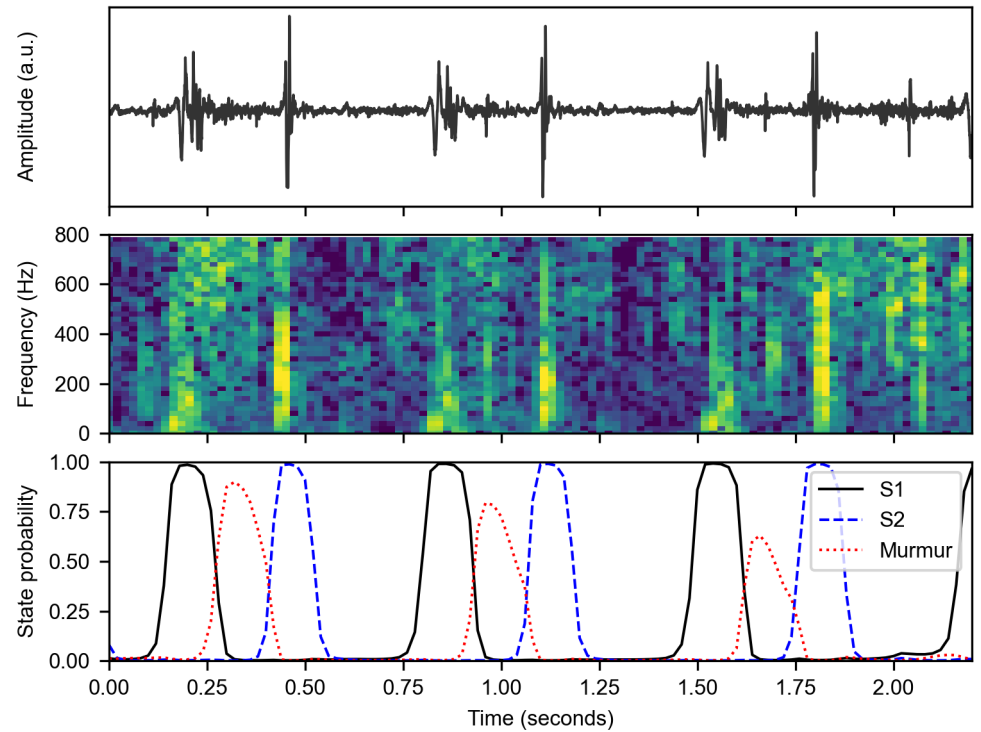 Amplitude (a.u.)
Frequency (Hz)
800
600
400
200
0
State probability
1.00
0.75
0.50
0.25
0.00
S1
S2
Murmur
0.00 0.25 0.50 0.75 1.00 1.25 1.50 1.75 2.00
Time (seconds)